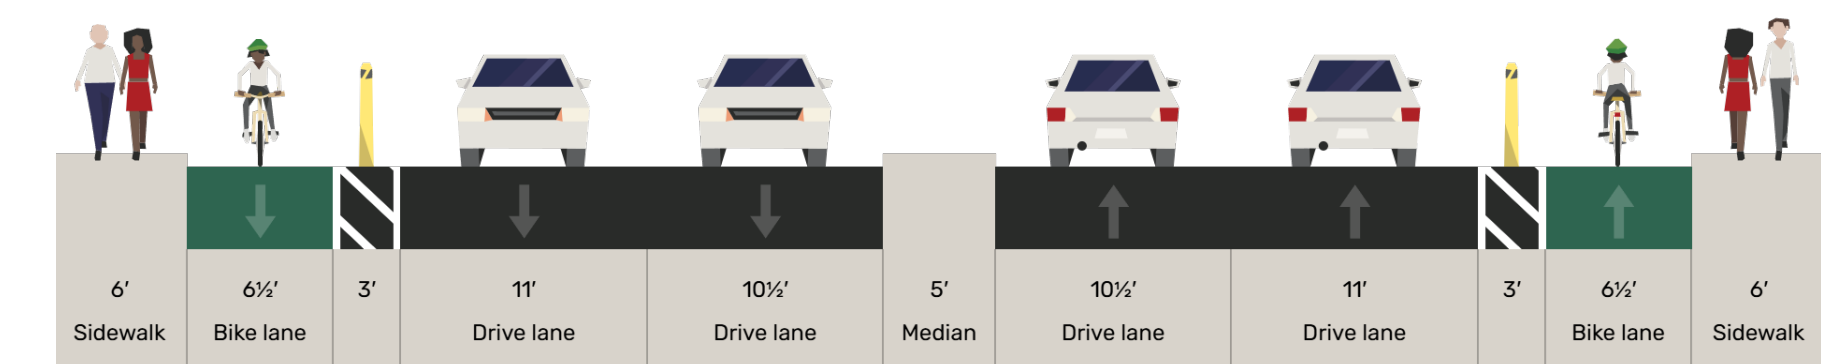 6′ 6½′ 3′ 11′ 10½′ 5′ 10½′ 11′ 3′ 6½′ 6′
Sidewalk Bike lane Drive lane Drive lane Median Drive lane Drive lane Bike lane Sidewalk